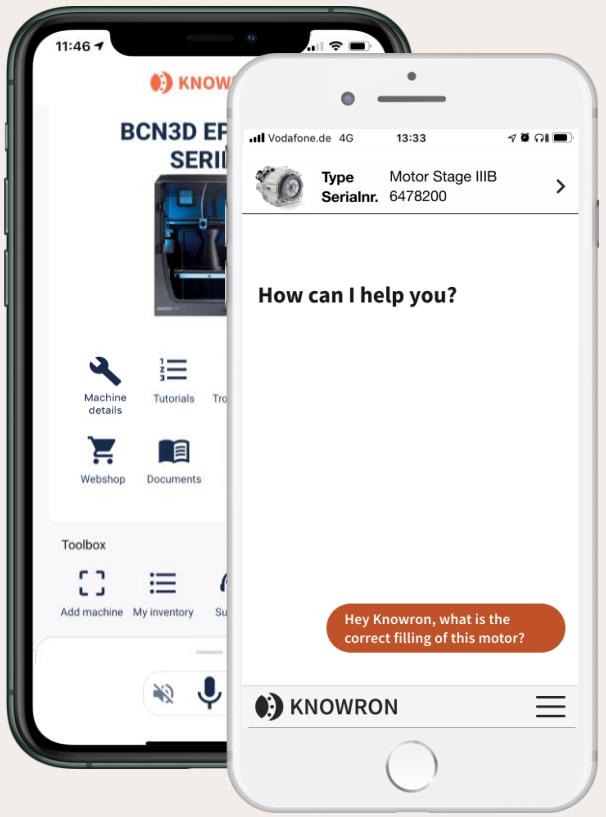 11:46
KNOW
BCN3D EP
SERI
Machine
details
Tutorials
Tro
Webshop
Documents
Toolbox
Add machine
My inventory
Su
Vodafone.de 4G
13:33
Type Motor Stage IIIB
Serialnr. 6478200
How can I help you?
Hey Knowron, what is the
correct filling of this motor?
KNOWRON